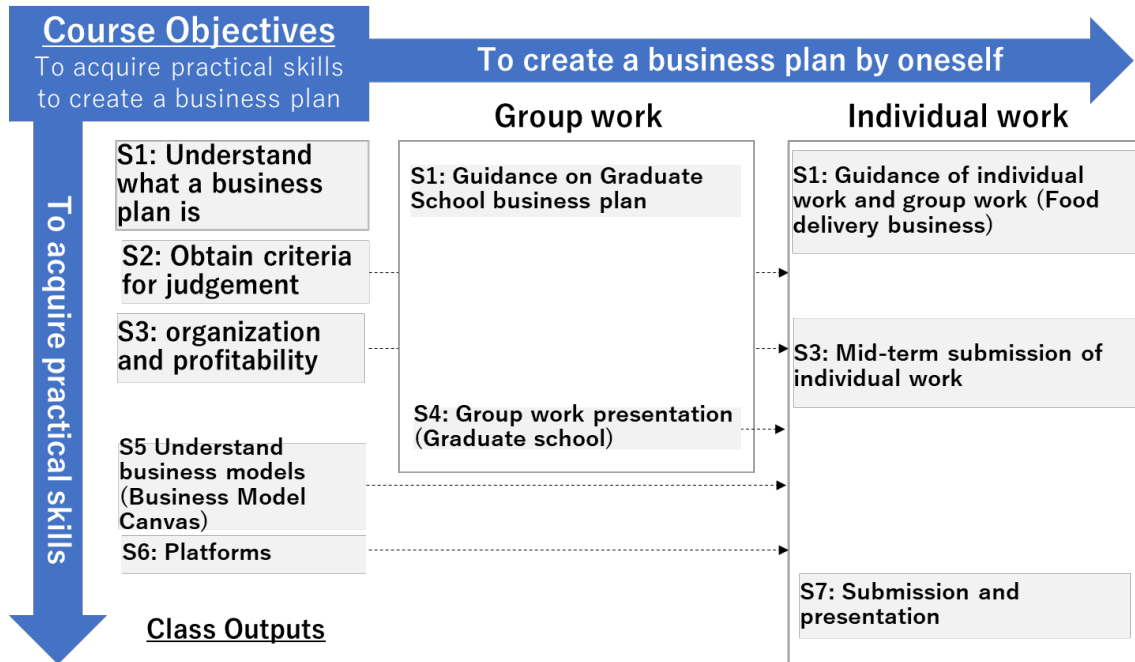 Course Objectives
To acquire practical skills
to create a business plan
To create a business plan by oneself
To acquire practical skills
Group work
Individual work
S1: Understand
what a business
plan is
S2: Obtain criteria
for judgement
S3: organization
and profitability
S5 Understand
business models
(Business Model
Canvas)
S6: Platforms
Class Outputs
S1: Guidance on Graduate
School business plan
S4: Group work presentation
(Graduate school)
S1: Guidance of individual
work and group work (Food
delivery business)
S3: Mid-term submission of
individual work
S7: Submission and
presentation